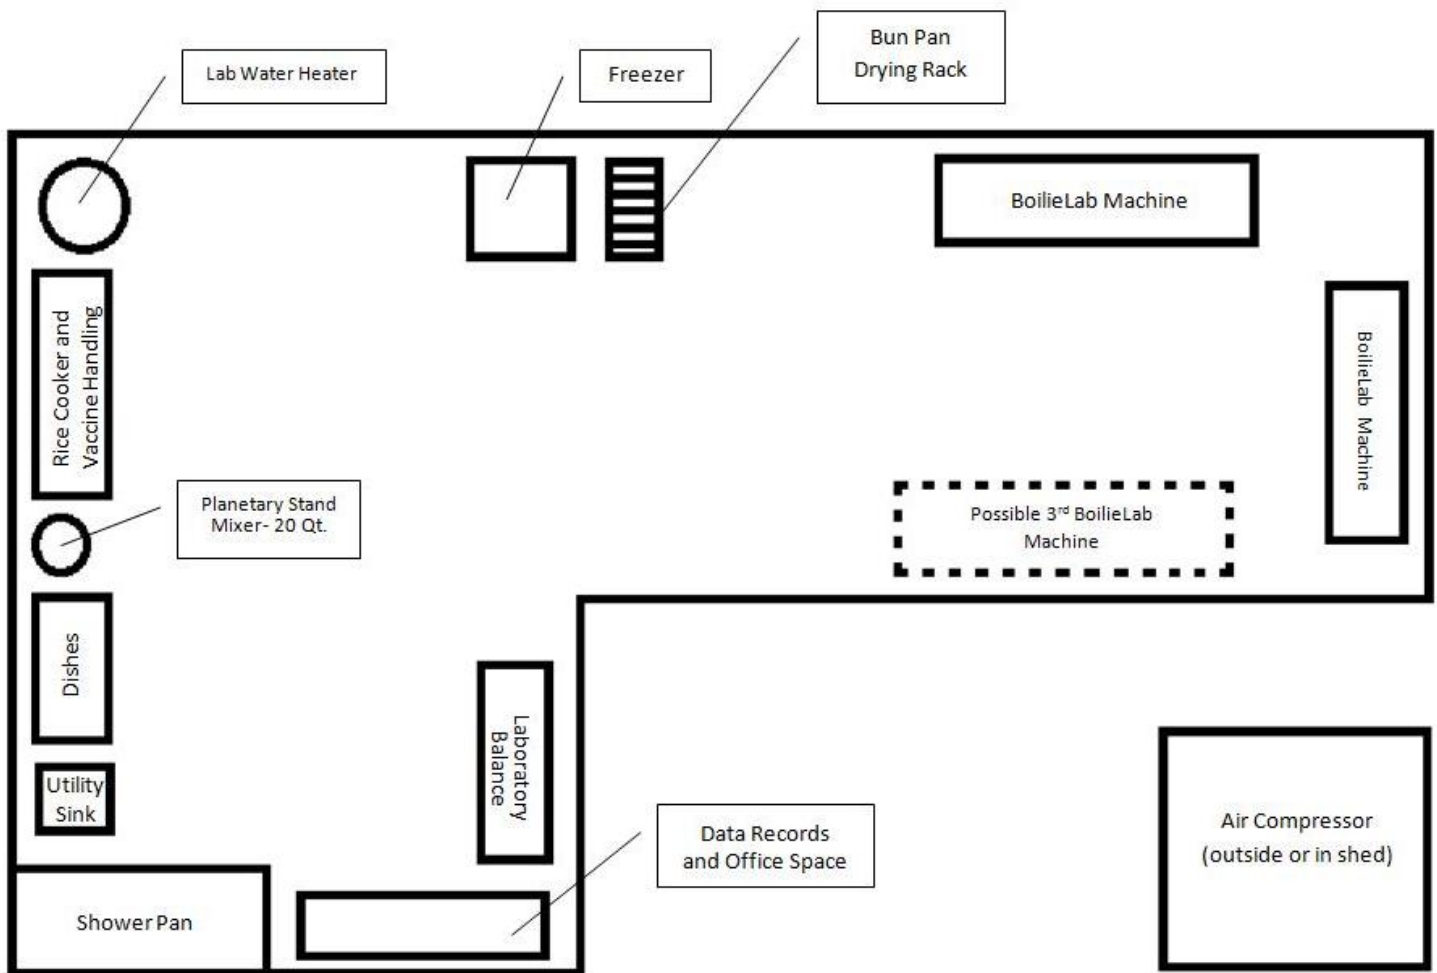 Lab Water Heater
Freezer
Bun Pan
Drying Rack
BoilieLab Machine
Rice Cooker and
Vaccine Handling
BoilieLab Machine
Planetary Stand
Mixer- 20 Qt.
Possible 3rd BoilieLab
Machine
Dishes
Laboratory
Balance
Utility
Sink
Data Records
and Office Space
Air Compressor
(outside or in shed)
Shower Pan